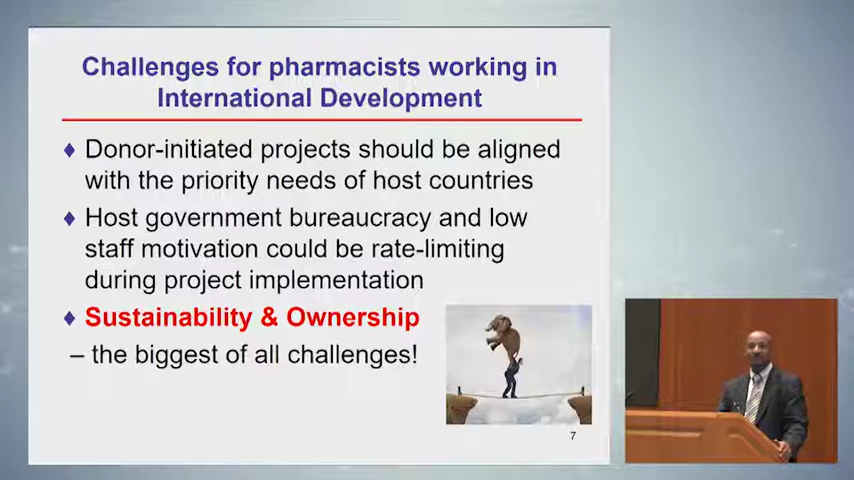 Challenges for pharmacists working in
International Development
♦ Donor-initiated projects should be aligned
with the priority needs of host countries
♦ Host government bureaucracy and low
staff motivation could be rate-limiting
during project implementation
♦ Sustainability & Ownership
– the biggest of all challenges!
7